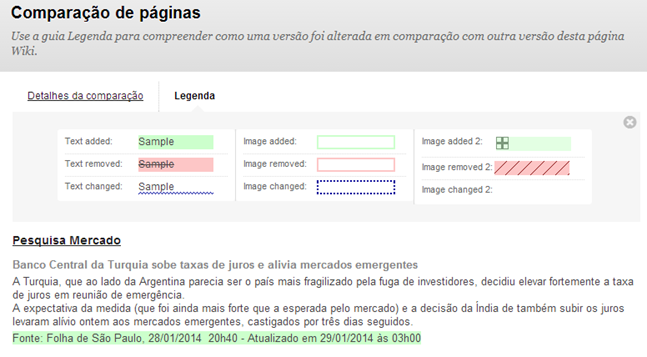 Comparação de páginas
Use a guia Legenda para compreender como uma versão foi alterada em comparação com outra versão desta página
Wiki.
Detalhes da comparação
Legenda
Text added: Sample
Text removed: Sample
Text changed: Sample
Image added:
Image removed:
Image changed:
Image added 2:
Image removed 2:
Image changed 2:
Pesquisa Mercado
Banco Central da Turquia sobe taxas de juros e alivia mercados emergentes
A Turquia, que ao lado da Argentina parecia ser o país mais fragilizado pela fuga de investidores, decidiu elevar fortemente a taxa
de juros em reunião de emergência.
A expectativa da medida (que foi ainda mais forte que a esperada pelo mercado) e a decisão da Índia de também subir os juros
levaram alívio ontem aos mercados emergentes, castigados por três dias seguidos.
Fonte: Folha de São Paulo, 28/01/2014 20h40 - Atualizado em 29/01/2014 às 03h00